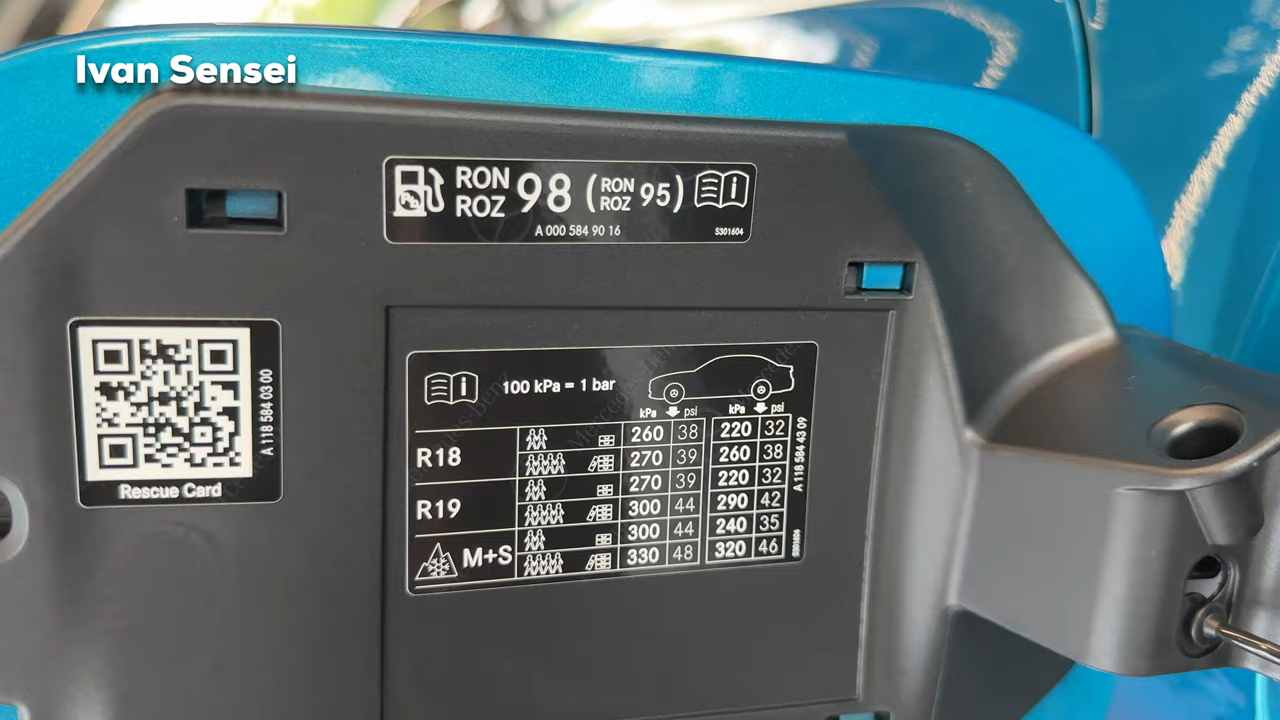 Ivan Sensei
RON
ROZ
98
(RON
ROZ 95)
A 000 584 90 16
5301604
A 118 584 03 00
Rescue Card
100 kPa = 1 bar
kPa psi kPa psi
R18
260 38 220 32
270 39 260 38
R19
270 39 220 32
300 44 290 42
M+S
300 44 240 35
330 48 320 46
A 118 584 43 09